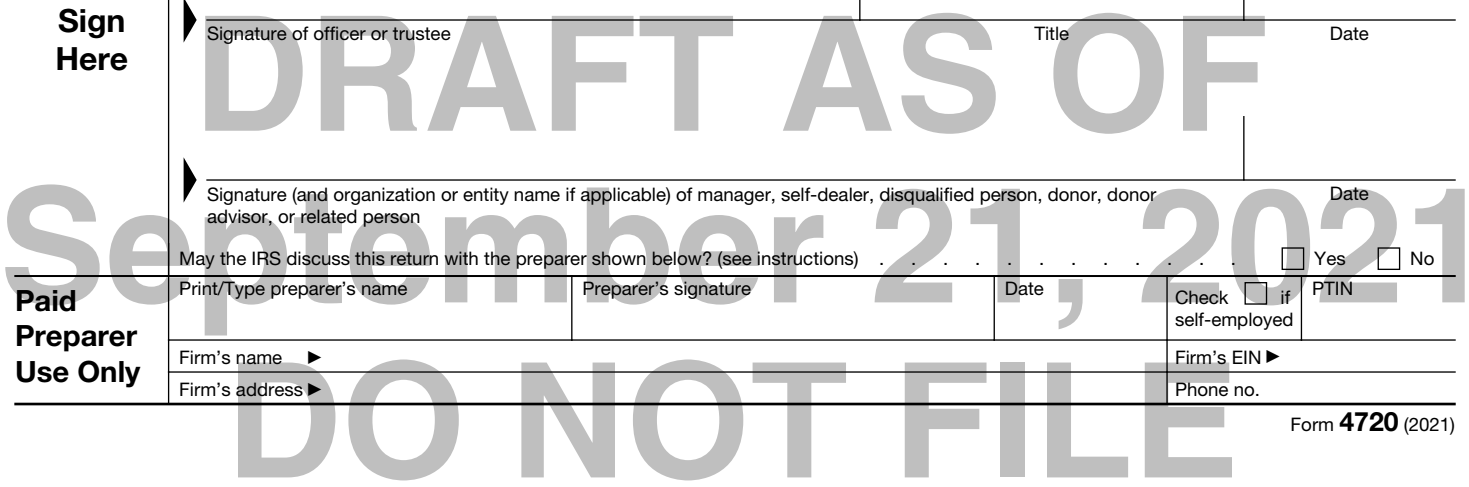 Sign
Here
Signature of officer or trustee Title Date
Signature (and organization or entity name if applicable) of manager, self-dealer, disqualified person, donor, donor
advisor, or related person
Date
May the IRS discuss this return with the preparer shown below? (see instructions) . . . . . . . . . . . . Yes No
Paid
Preparer
Use Only
Print/Type preparer's name Preparer's signature Date Check if
self-employed
PTIN
Firm's name ▶ Firm's EIN ▶
Firm's address ▶ Phone no.
Form 4720 (2021)
DRAFT AS OF
September 21, 2021
DO NOT FILE